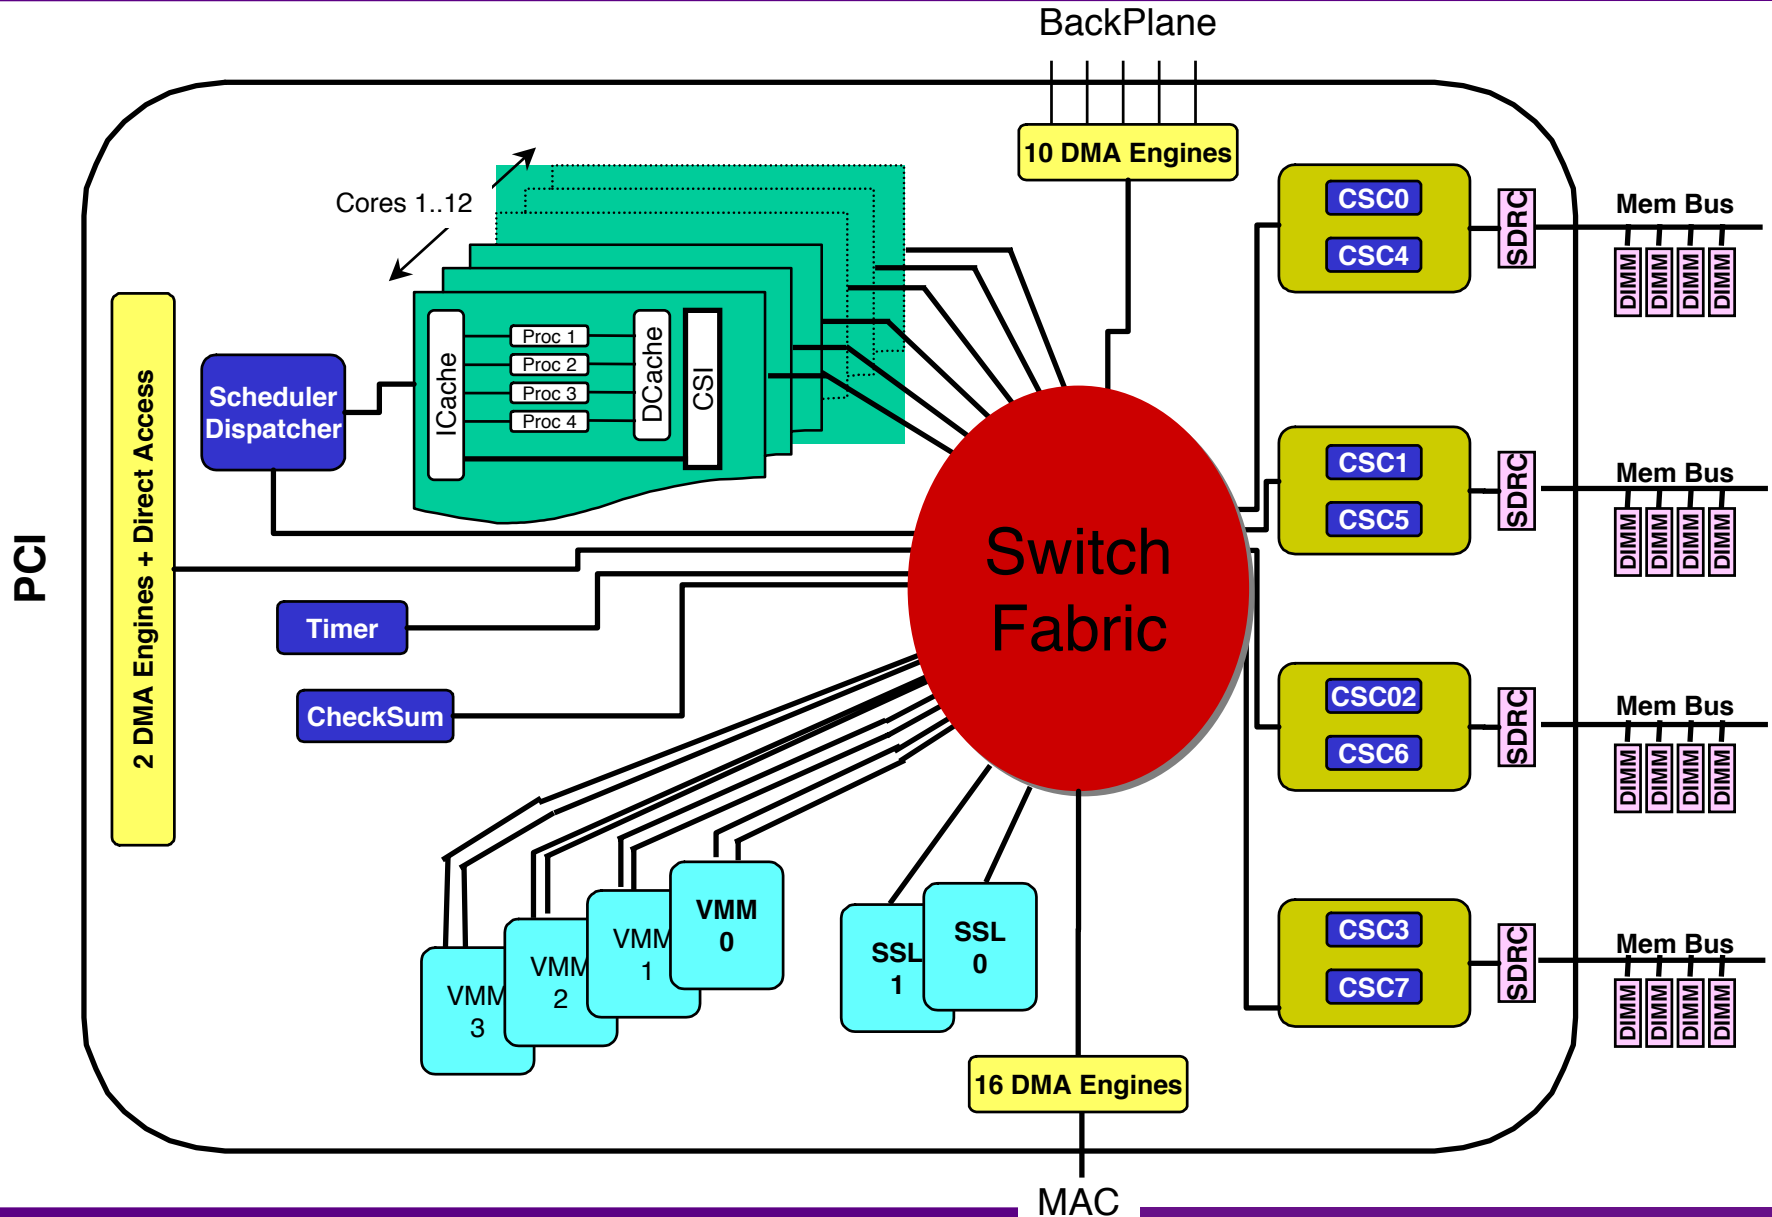 BackPlane
10 DMA Engines
Cores 1..12
ICache
Proc 1
Proc 2
Proc 3
Proc 4
DCache
CSI
Scheduler
Dispatcher
PCI
2 DMA Engines + Direct Access
Timer
CheckSum
Switch
Fabric
CSC0
CSC4
SDRC
Mem Bus
DIMM
DIMM
DIMM
DIMM
CSC1
CSC5
SDRC
Mem Bus
DIMM
DIMM
DIMM
DIMM
CSC02
CSC6
SDRC
Mem Bus
DIMM
DIMM
DIMM
DIMM
CSC3
CSC7
SDRC
Mem Bus
DIMM
DIMM
DIMM
DIMM
VMM
3
VMM
2
VMM
1
VMM
0
SSL
1
SSL
0
16 DMA Engines
MAC